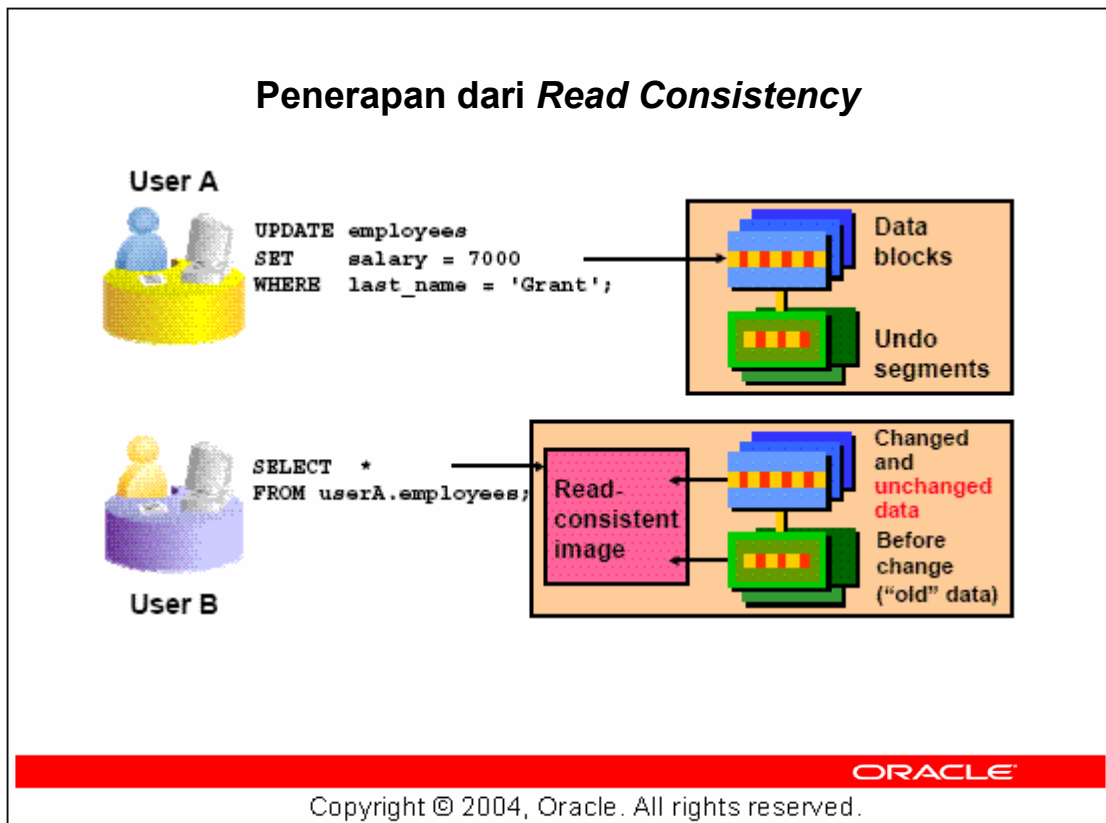 Penerapan dari Read Consistency
User A
UPDATE employees
SET salary = 7000
WHERE last_name = 'Grant';
Data
blocks
Undo
segments
SELECT *
FROM userA.employees;
User B
Read-
consistent
image
Changed
and
unchanged
data
Before
change
(“old” data)
ORACLE
Copyright © 2004, Oracle. All rights reserved.